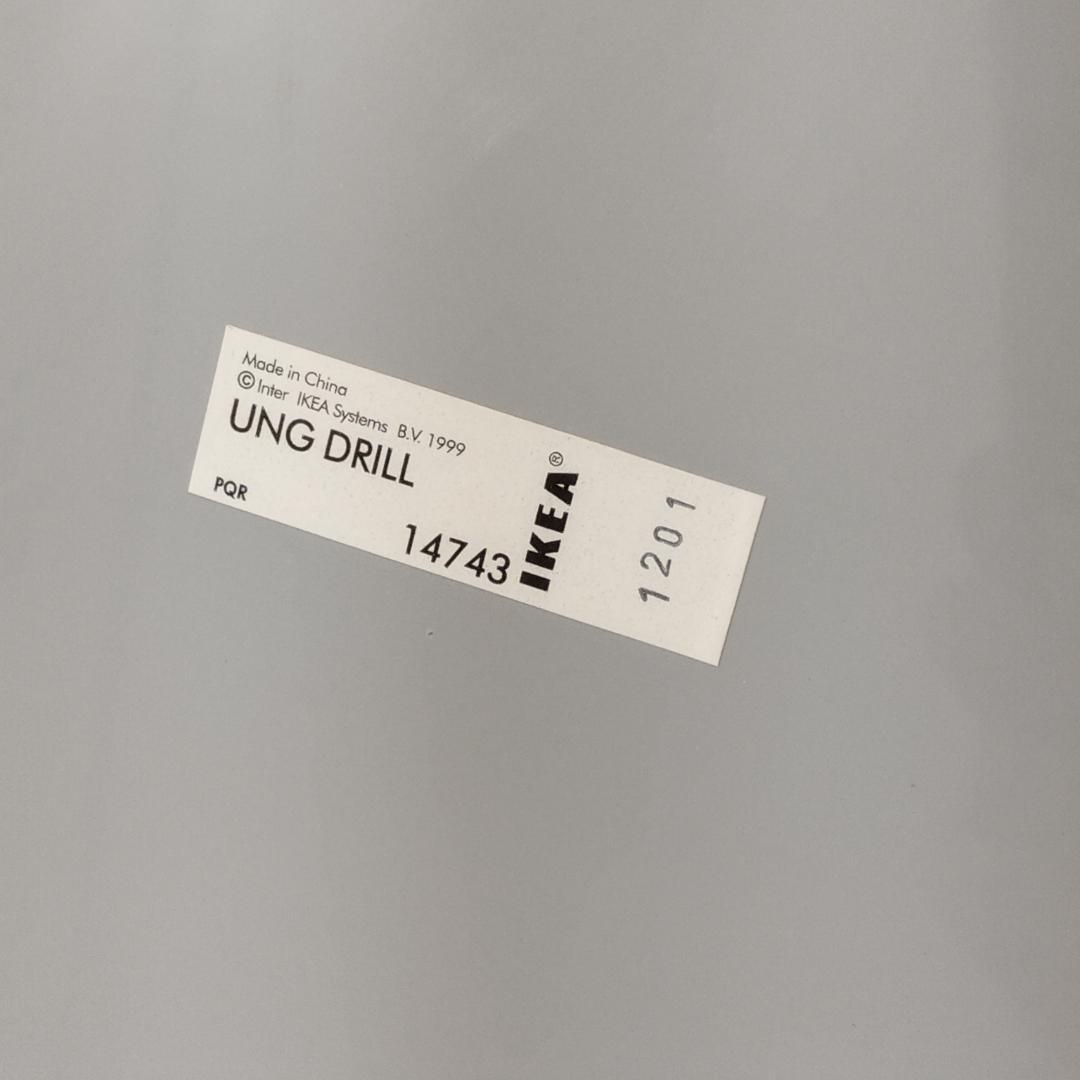 Made in China
©Inter IKEA Systems B.V. 1999
UNG DRILL
PQR
14743
IKEA®
1201